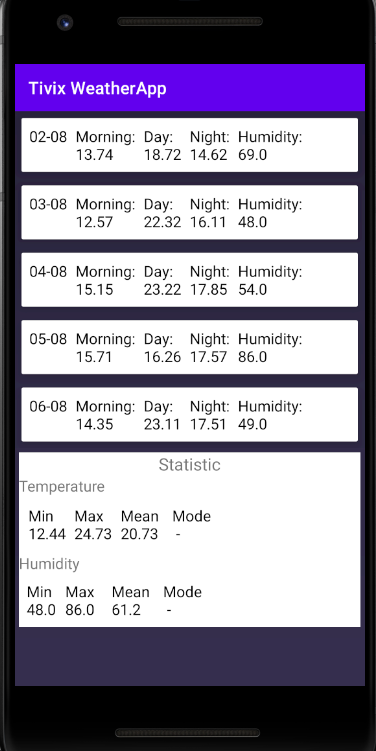 Tivix WeatherApp
02-08 Morning: Day: Night: Humidity:
13.74 18.72 14.62 69.0
03-08 Morning: Day: Night: Humidity:
12.57 22.32 16.11 48.0
04-08 Morning: Day: Night: Humidity:
15.15 23.22 17.85 54.0
05-08 Morning: Day: Night: Humidity:
15.71 16.26 17.57 86.0
06-08 Morning: Day: Night: Humidity:
14.35 23.11 17.51 49.0
Statistic
Temperature
Min Max Mean Mode
12.44 24.73 20.73 -
Humidity
Min Max Mean Mode
48.0 86.0 61.2 -